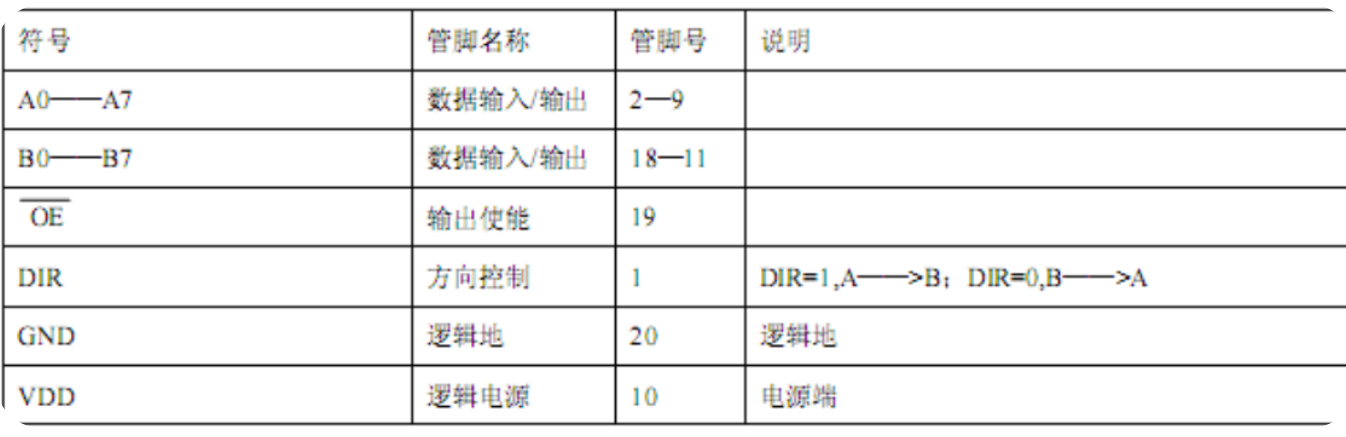 符号 管脚名称 管脚号 说明
A0——A7 数据输入/输出 2—9
B0——B7 数据输入/输出 18—11
OE 输出使能 19
DIR 方向控制 1 DIR=1,A——>B；DIR=0,B——>A
GND 逻辑地 20 逻辑地
VDD 逻辑电源 10 电源端